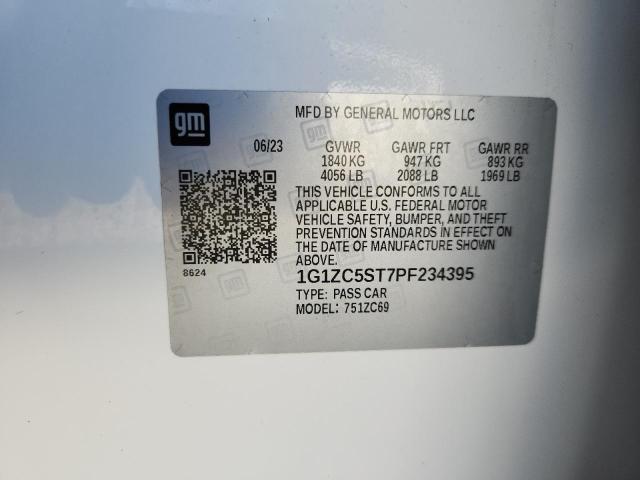 gm
MFD BY GENERAL MOTORS LLC
06/23 GVWR GAWR FRT GAWR RR
1840 KG 947 KG 893 KG
4056 LB 2088 LB 1969 LB
THIS VEHICLE CONFORMS TO ALL
APPLICABLE U.S. FEDERAL MOTOR
VEHICLE SAFETY, BUMPER, AND THEFT
PREVENTION STANDARDS IN EFFECT ON
THE DATE OF MANUFACTURE SHOWN
ABOVE.
8624
1G1ZC5ST7PF234395
TYPE: PASS CAR
MODEL: 751ZC69